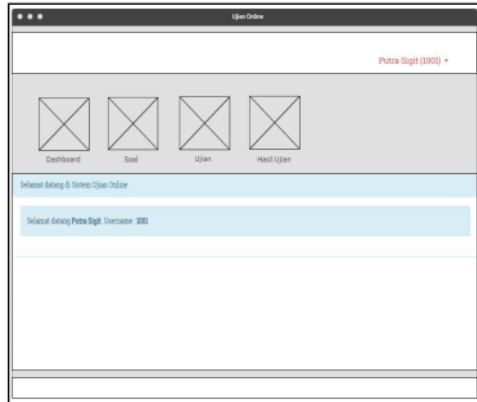 Ujian Online
Putra Sigit (1001)
Dashboard Soal Ujian Hasil Ujian
Selamat datang di Sistem Ujian Online
Selamat datang Putra Sigit. Username : 1001